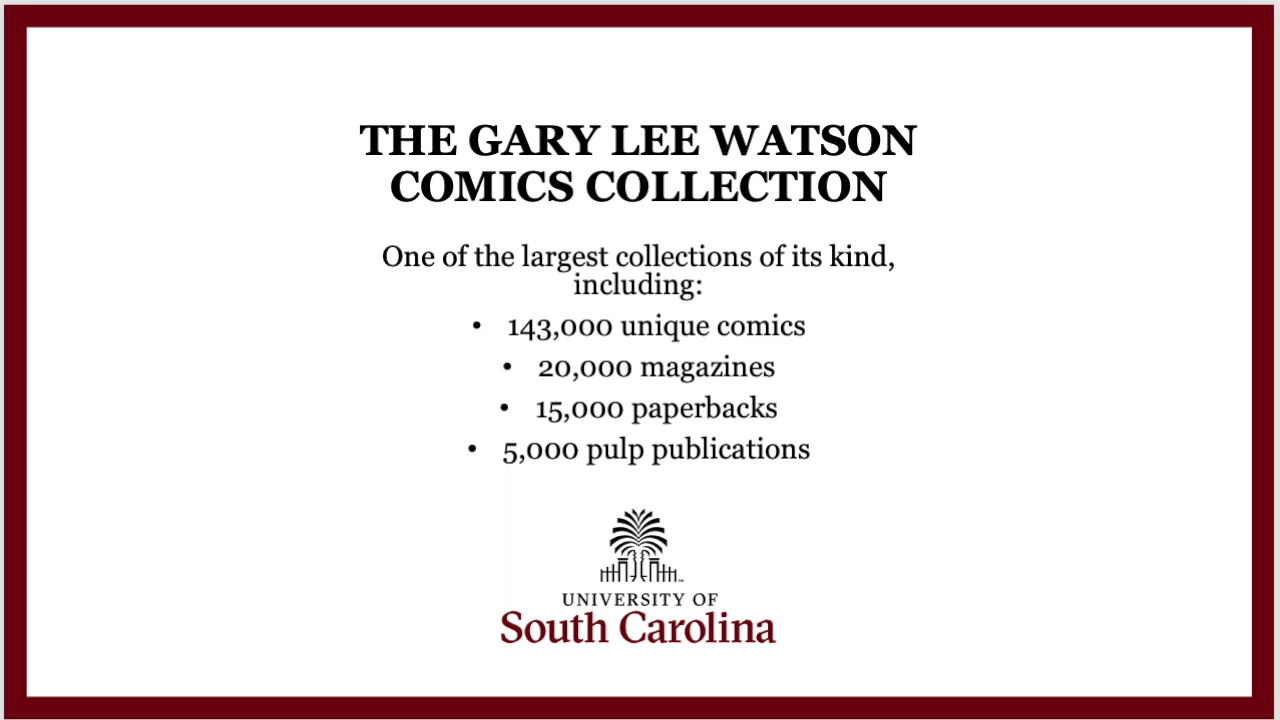 THE GARY LEE WATSON
COMICS COLLECTION
One of the largest collections of its kind,
including:
• 143,000 unique comics
• 20,000 magazines
• 15,000 paperbacks
• 5,000 pulp publications
UNIVERSITY OF
South Carolina